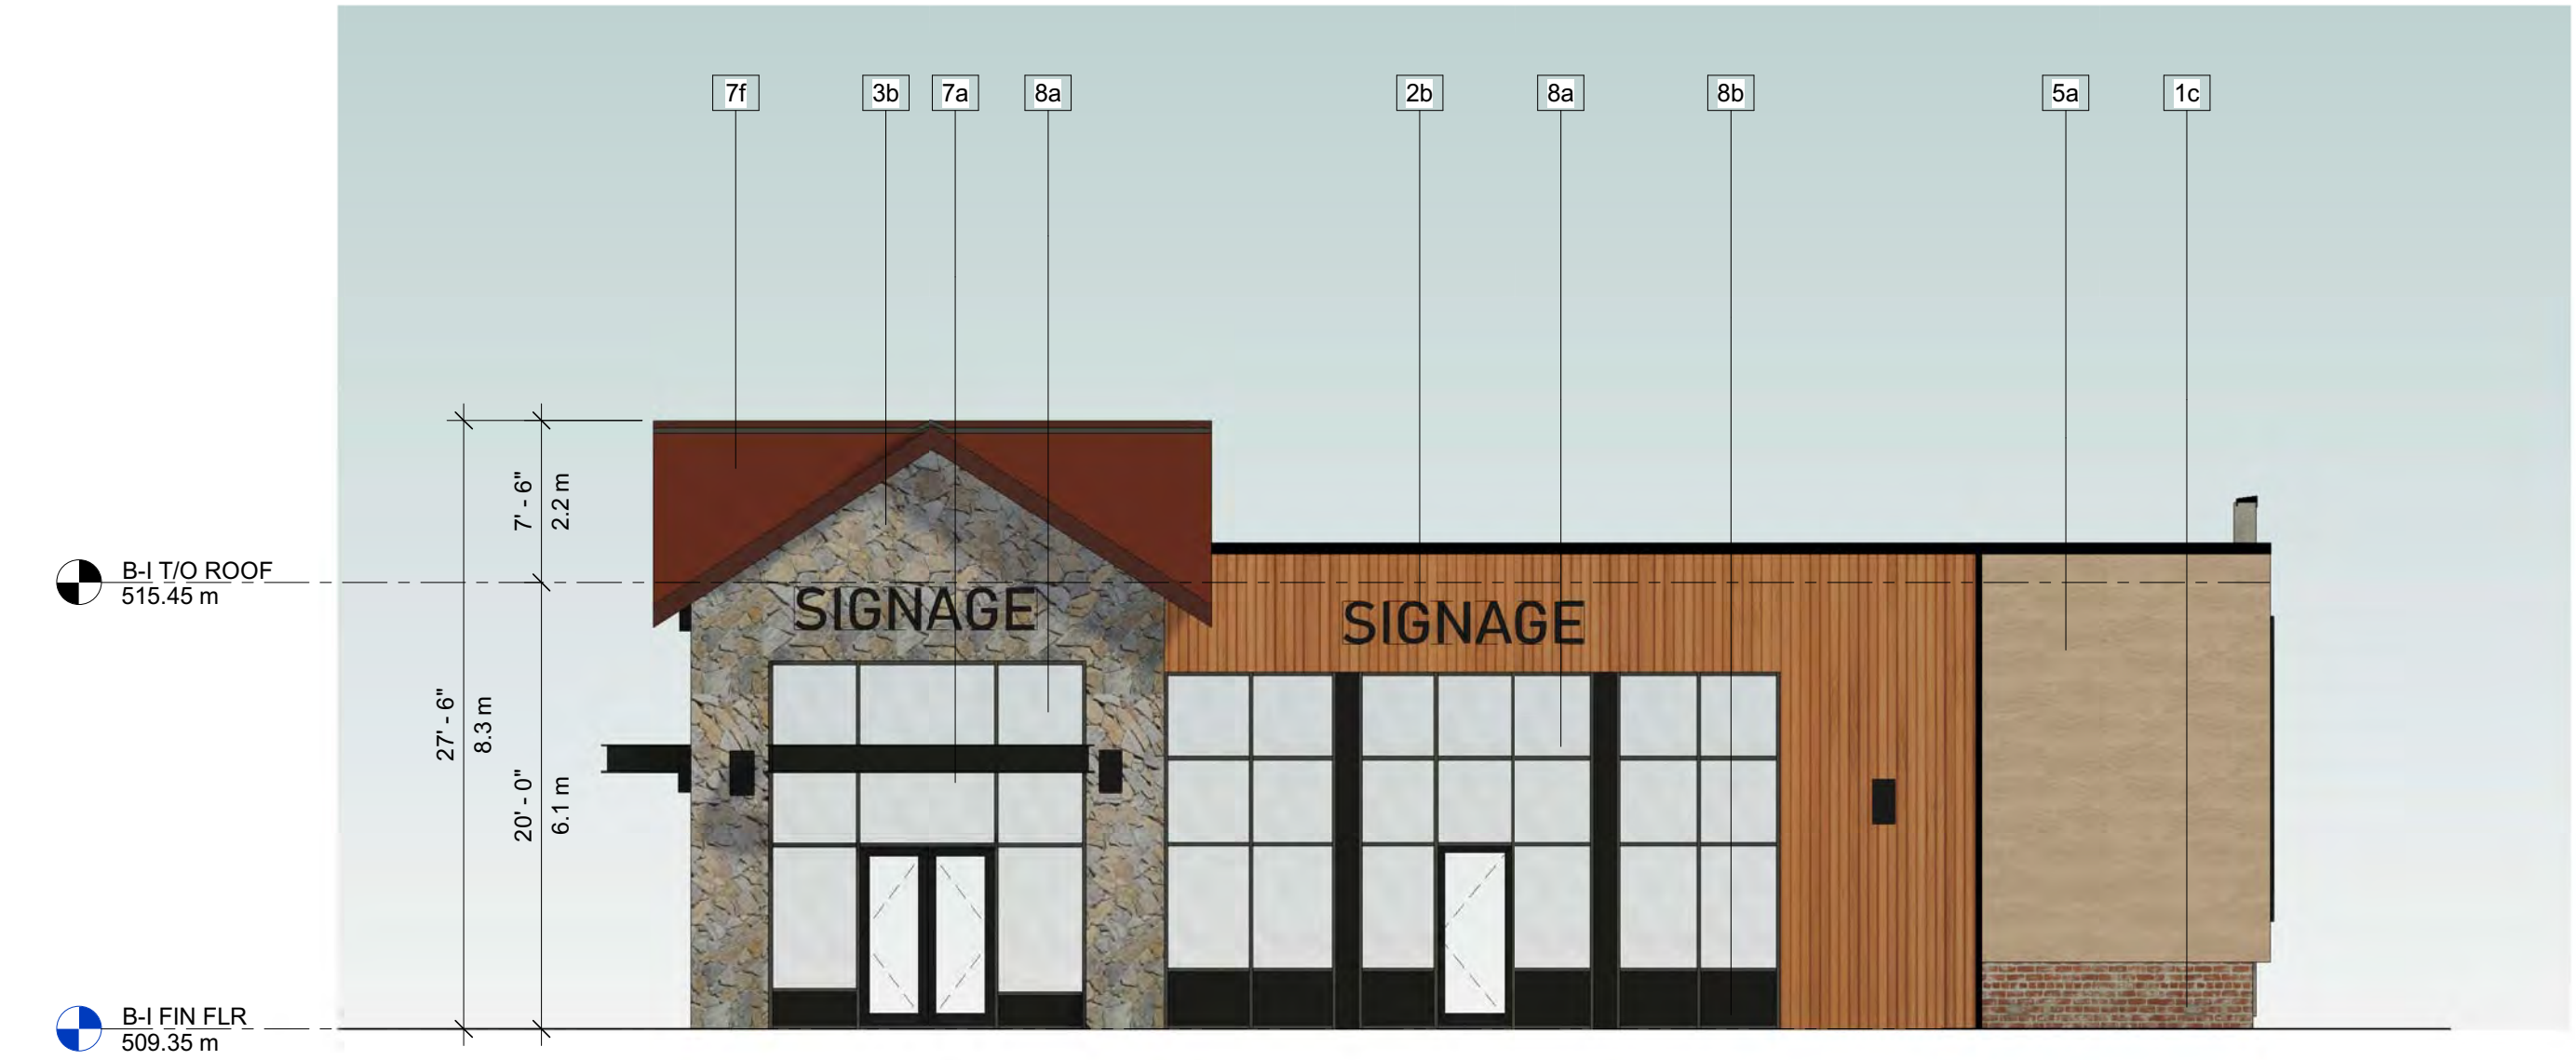 7f 3b 7a 8a 2b 8a 8b 5a 1c
7' - 6"
2.2 m
B-I T/O ROOF
515.45 m
SIGNAGE
SIGNAGE
27' - 6"
8.3 m
20' - 0"
6.1 m
B-I FIN FLR
509.35 m